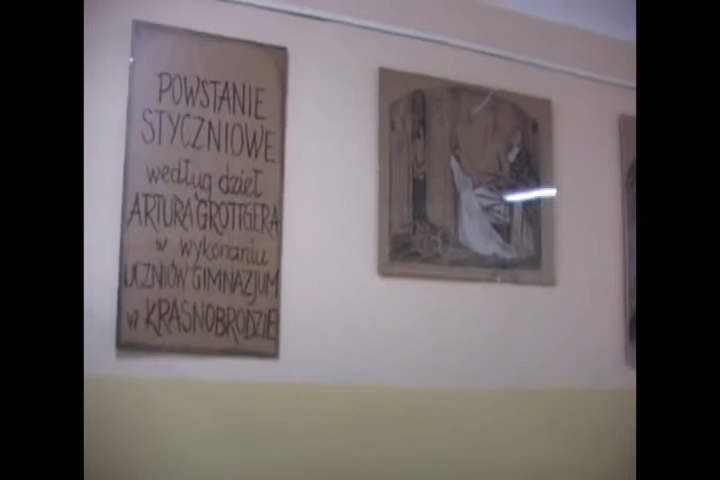 POWSTANIE
STYCZNIOWE
według dzieł
ARTURA GROTTGERA
w wykonaniu
UCZNIÓW GIMNAZJUM
w KRASNOBRODZIE